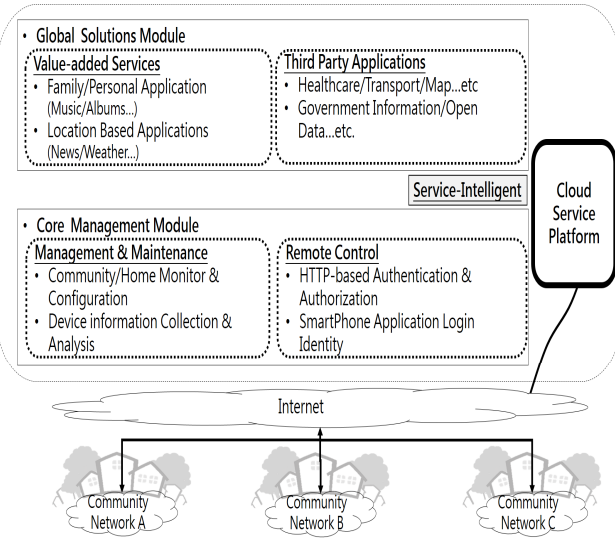 • Global Solutions Module
Value-added Services
• Family/Personal Application
(Music/Albums...)
• Location Based Applications
(News/Weather...)
Third Party Applications
• Healthcare/Transport/Map...etc
• Government Information/Open
Data...etc.
Service-Intelligent
Cloud
Service
Platform
• Core Management Module
Management & Maintenance
• Community/Home Monitor &
Configuration
• Device information Collection &
Analysis
Remote Control
• HTTP-based Authentication &
Authorization
• SmartPhone Application Login
Identity
Internet
Community
Network A
Community
Network B
Community
Network C